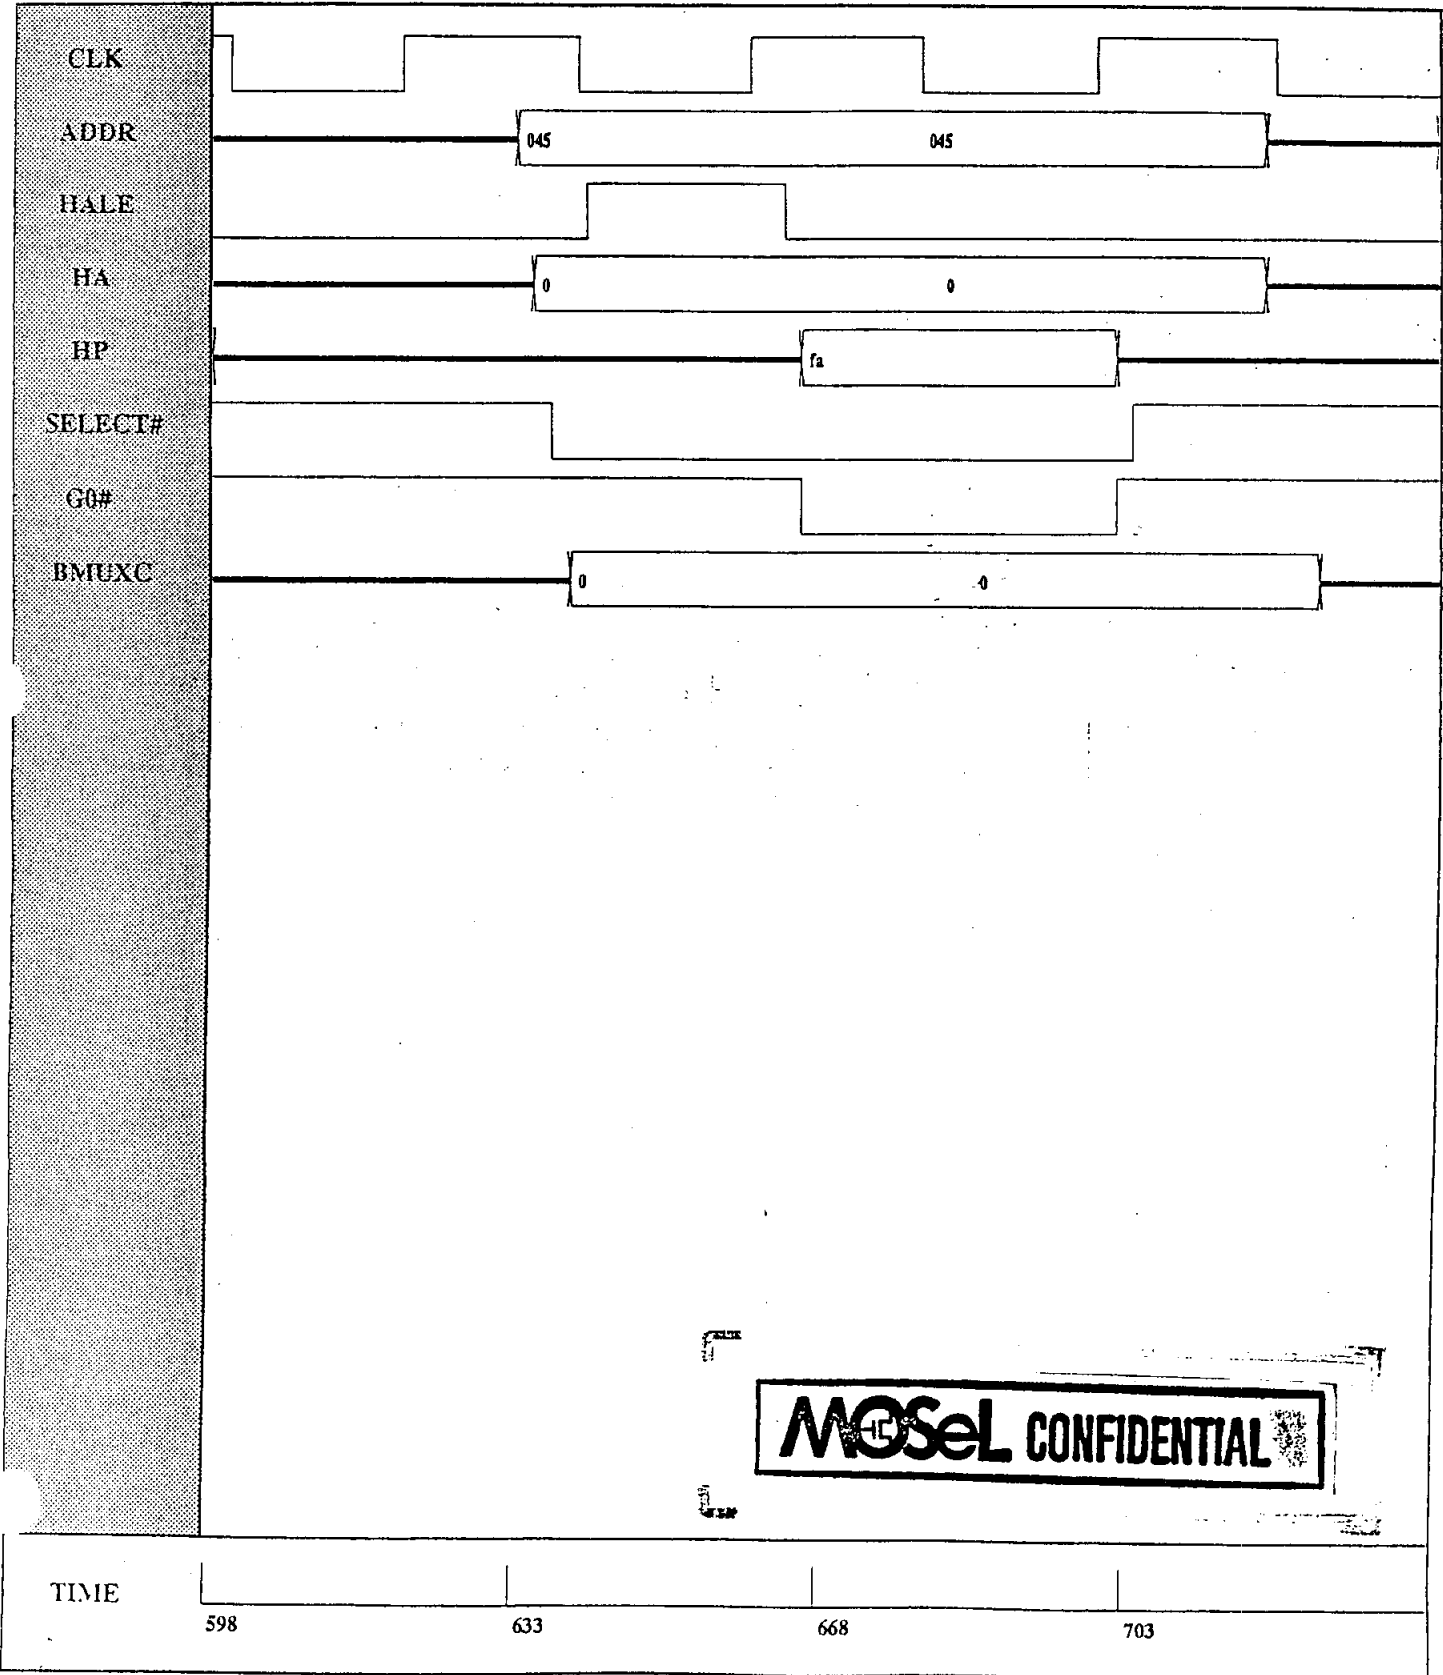 CLK
ADDR 045 045
HALE
HA 0 0
HP fa
SELECT#
G0#
BMUXC 0 0
MOSeL CONFIDENTIAL
TIME
598 633 668 703